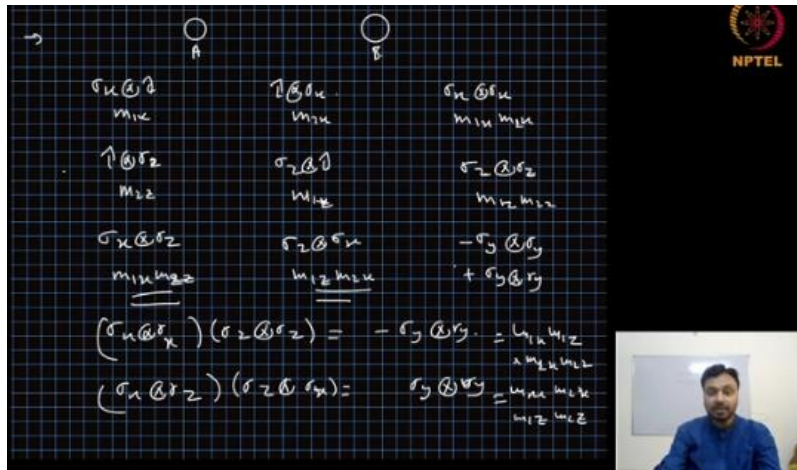 → A B
σx⊗1 1⊗σx σx⊗σx
m1x m2x m1x m2x
1⊗σz σz⊗1 σz⊗σz
m2z m1z m1z m2z
σx⊗σz σz⊗σx -σy⊗σy
m1x m2z m1z m2x + σy⊗σy
(σx⊗σx)(σz⊗σz) = - σy⊗σy = m1x m1z
x m2x m2z
(σx⊗σz)(σz⊗σx) = σy⊗σy = m1x m2x
m1z m2z
NPTEL